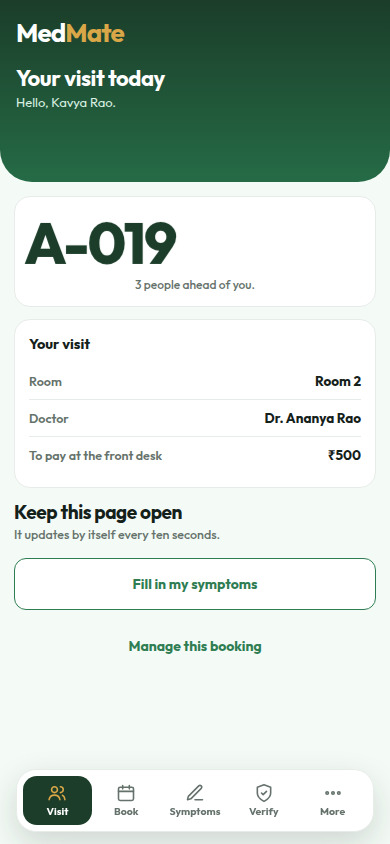 MedMate
Your visit today
Hello, Kavya Rao.
A-019
3 people ahead of you.
Your visit
Room Room 2
Doctor Dr. Ananya Rao
To pay at the front desk ₹500
Keep this page open
It updates by itself every ten seconds.
Fill in my symptoms
Manage this booking
Visit Book Symptoms Verify More